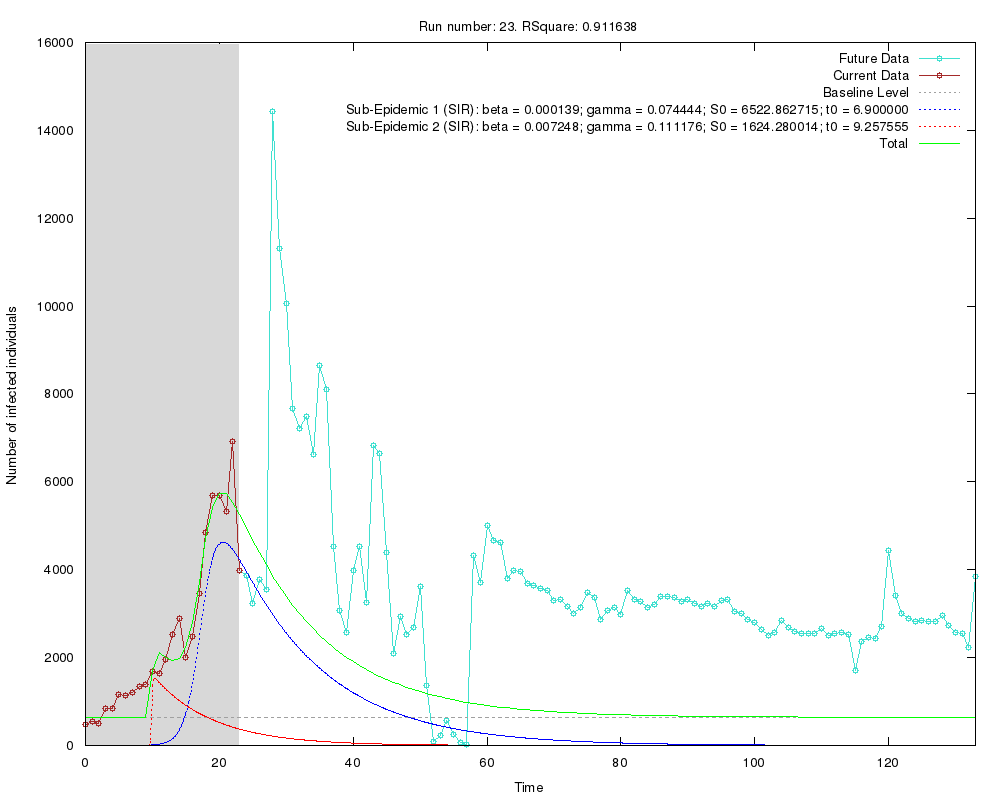 Run number: 23. RSquare: 0.911638
Future Data
Current Data
Baseline Level
Sub-Epidemic 1 (SIR): beta = 0.000139; gamma = 0.074444; S0 = 6522.862715; t0 = 6.900000
Sub-Epidemic 2 (SIR): beta = 0.007248; gamma = 0.111176; S0 = 1624.280014; t0 = 9.257555
Total
Number of infected individuals
16000
14000
12000
10000
8000
6000
4000
2000
0
0 20 40 60 80 100 120
Time